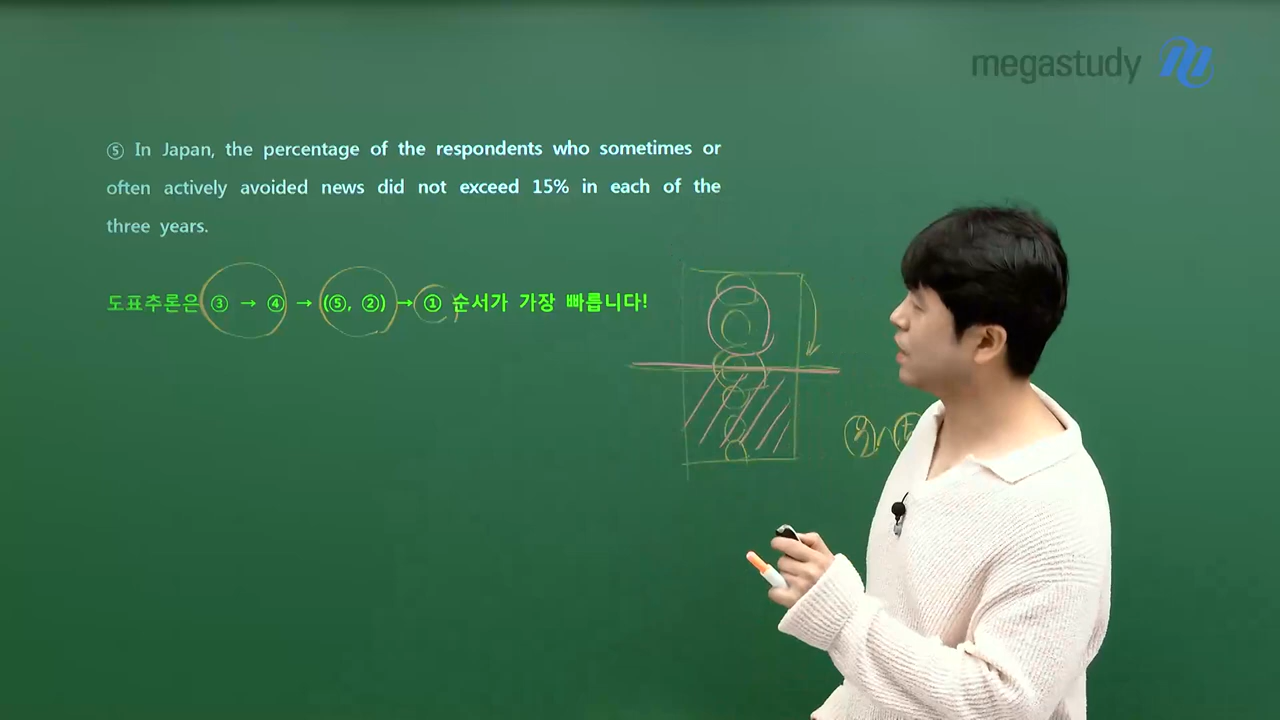 megastudy
⑤ In Japan, the percentage of the respondents who sometimes or
often actively avoided news did not exceed 15% in each of the
three years.
도표추론은 ③ → ④ → (⑤, ②) → ① 순서가 가장 빠릅니다!